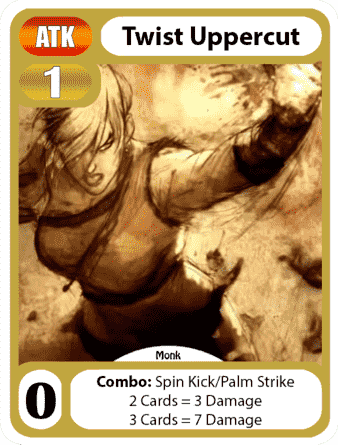 ATK
Twist Uppercut
1
Monk
0
Combo: Spin Kick/Palm Strike
2 Cards = 3 Damage
3 Cards = 7 Damage